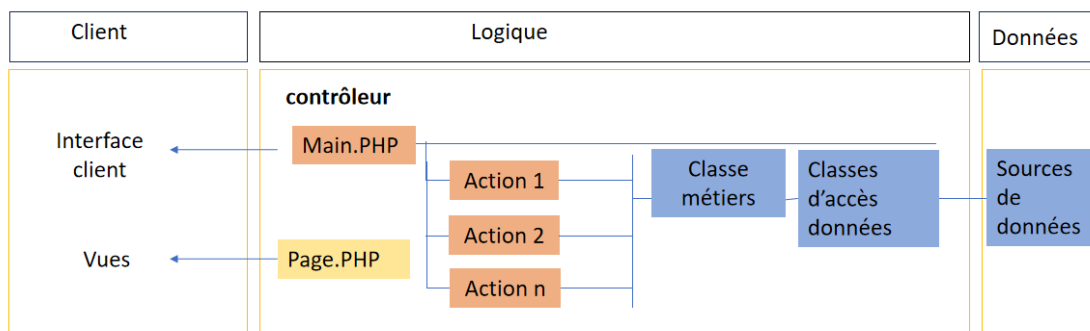 Client
Logique
Données
contrôleur
Interface
client
Main.PHP
Action 1
Classe
métiers
Classes
d'accès
données
Sources
de
données
Action 2
Vues
Page.PHP
Action n